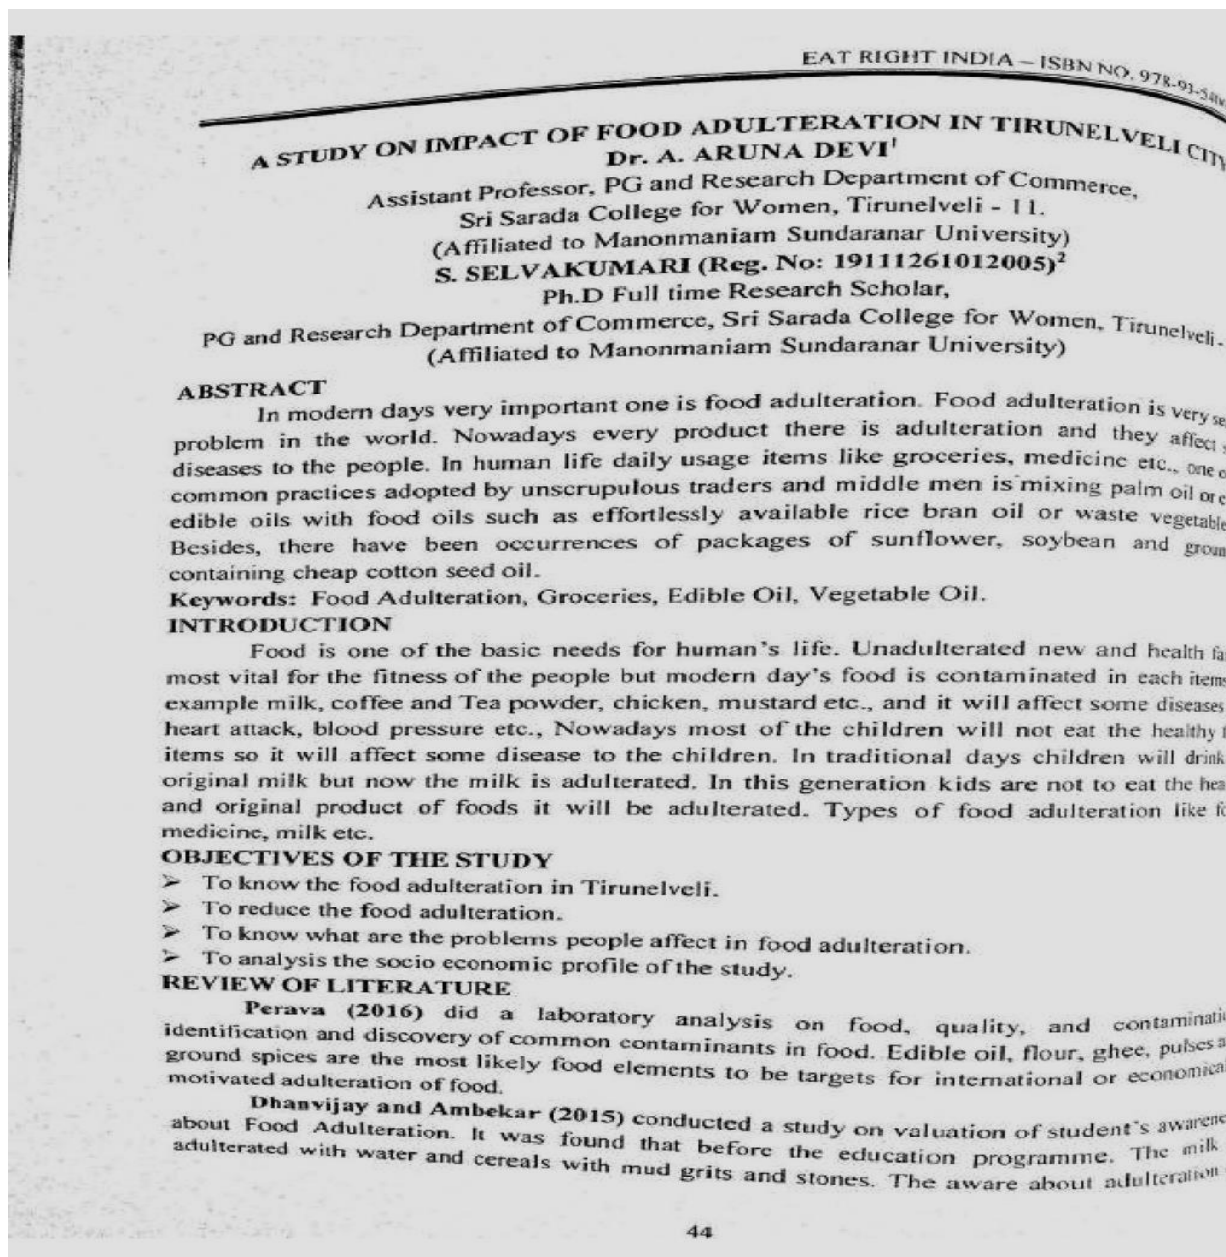 EAT RIGHT INDIA – ISBN NO. 978-93-
A STUDY ON IMPACT OF FOOD ADULTERATION IN TIRUNELVELI CITY
Dr. A. ARUNA DEVI¹
Assistant Professor, PG and Research Department of Commerce,
Sri Sarada College for Women, Tirunelveli - 11.
(Affiliated to Manonmaniam Sundaranar University)
S. SELVAKUMARI (Reg. No: 19111261012005)²
Ph.D Full time Research Scholar,
PG and Research Department of Commerce, Sri Sarada College for Women, Tirunelveli -
(Affiliated to Manonmaniam Sundaranar University)
ABSTRACT
In modern days very important one is food adulteration. Food adulteration is very
problem in the world. Nowadays every product there is adulteration and they affect
diseases to the people. In human life daily usage items like groceries, medicine etc., one
common practices adopted by unscrupulous traders and middle men is mixing palm oil or
edible oils with food oils such as effortlessly available rice bran oil or waste vegetable
Besides, there have been occurrences of packages of sunflower, soybean and
containing cheap cotton seed oil.
Keywords: Food Adulteration, Groceries, Edible Oil, Vegetable Oil.
INTRODUCTION
Food is one of the basic needs for human's life. Unadulterated new and health
most vital for the fitness of the people but modern day's food is contaminated in each items
example milk, coffee and Tea powder, chicken, mustard etc., and it will affect some diseases
heart attack, blood pressure etc., Nowadays most of the children will not eat the healthy
items so it will affect some disease to the children. In traditional days children will drink
original milk but now the milk is adulterated. In this generation kids are not to eat the
and original product of foods it will be adulterated. Types of food adulteration like
medicine, milk etc.
OBJECTIVES OF THE STUDY
➢ To know the food adulteration in Tirunelveli.
➢ To reduce the food adulteration.
➢ To know what are the problems people affect in food adulteration.
➢ To analysis the socio economic profile of the study.
REVIEW OF LITERATURE
Perava (2016) did a laboratory analysis on food, quality, and
identification and discovery of common contaminants in food. Edible oil, flour, ghee, pulses
ground spices are the most likely food elements to be targets for international or
motivated adulteration of food.
Dhanvijay and Ambekar (2015) conducted a study on valuation of student's
about Food Adulteration. It was found that before the education programme. The milk
adulterated with water and cereals with mud grits and stones. The aware about adulteration
44